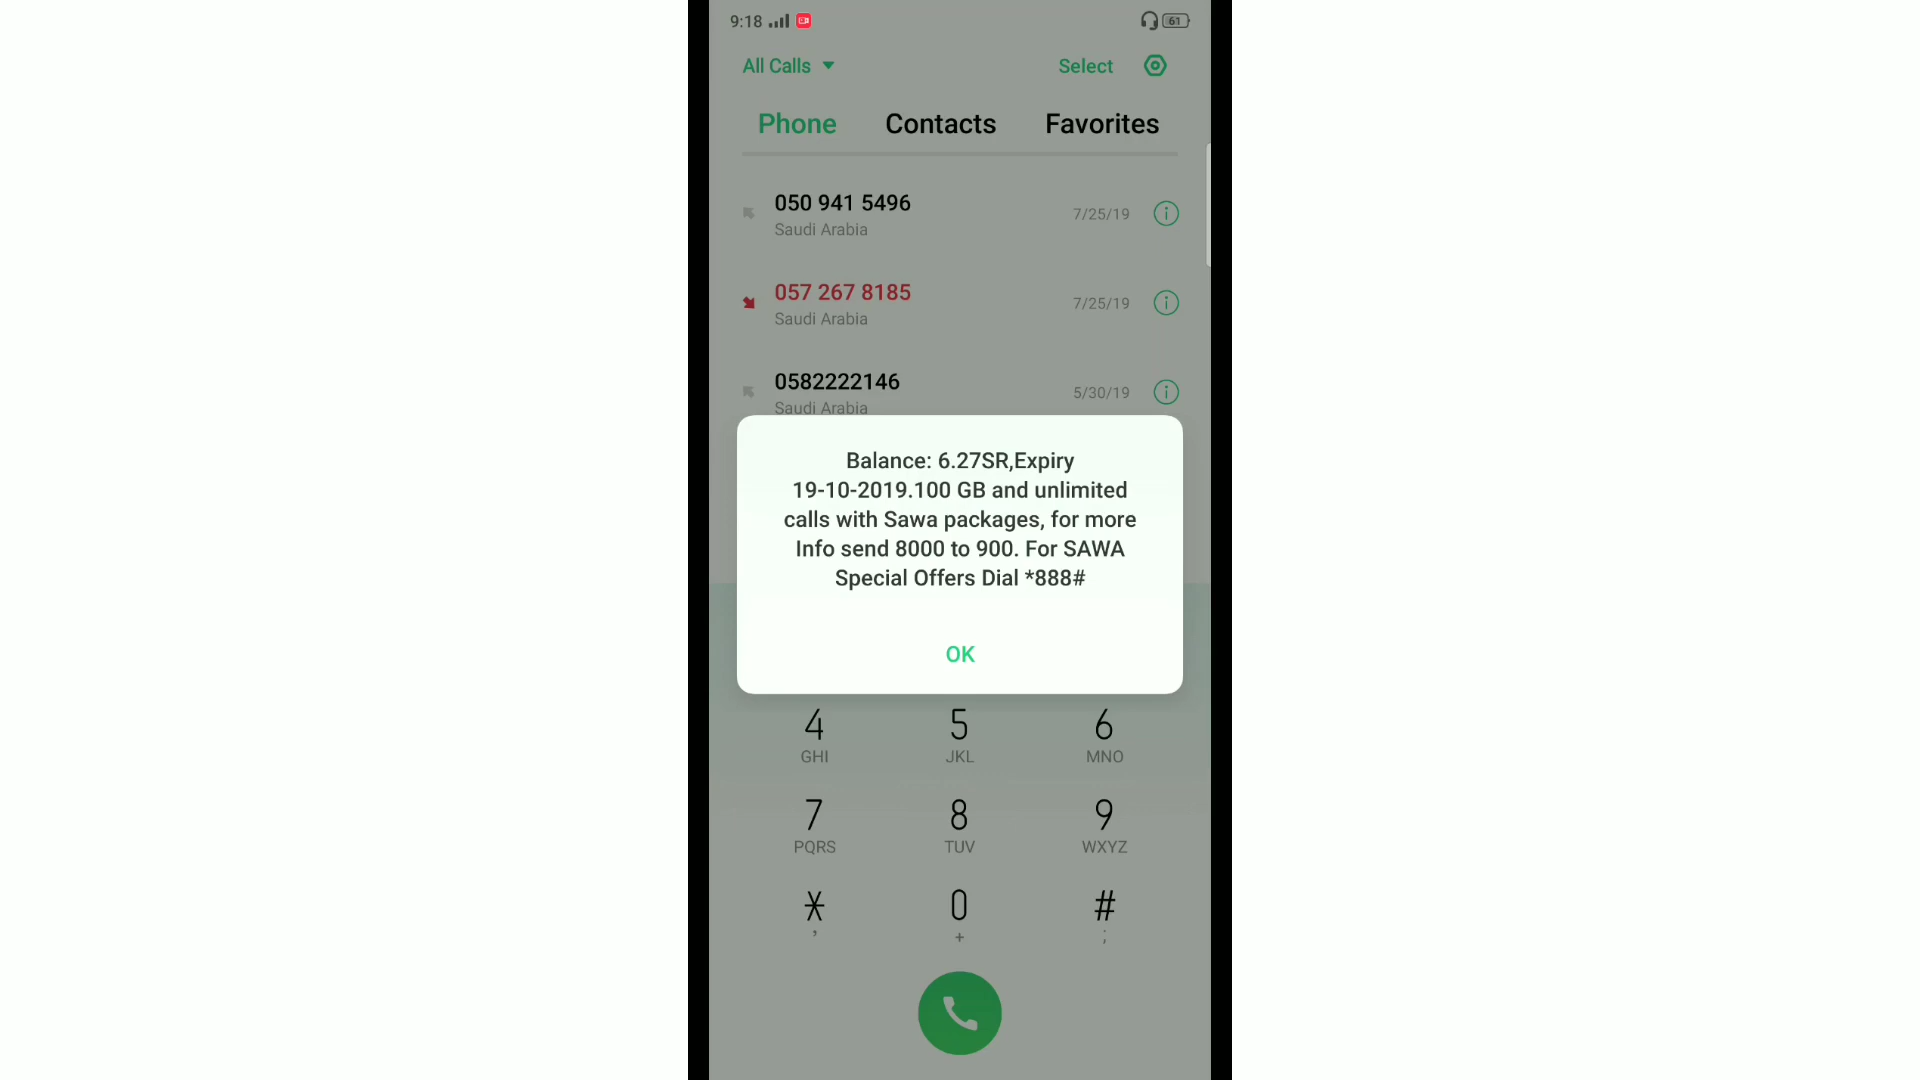 9:18
61
All Calls
Select
Phone Contacts Favorites
050 941 5496
Saudi Arabia
7/25/19
057 267 8185
Saudi Arabia
7/25/19
0582222146
Saudi Arabia
5/30/19
Balance: 6.27SR,Expiry
19-10-2019.100 GB and unlimited
calls with Sawa packages, for more
Info send 8000 to 900. For SAWA
Special Offers Dial *888#
OK
4 5 6
GHI JKL MNO
7 8 9
PQRS TUV WXYZ
* 0 #
, + ;